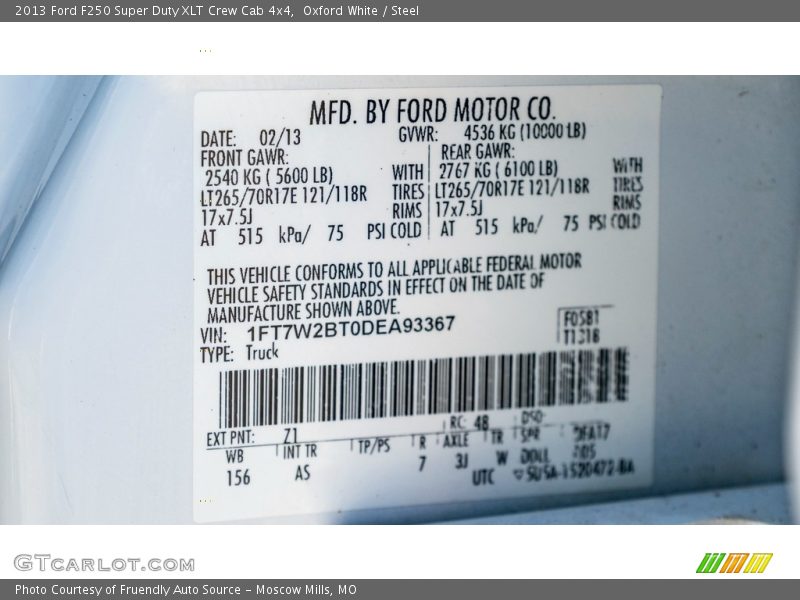 2013 Ford F250 Super Duty XLT Crew Cab 4x4,  Oxford White / Steel
MFD. BY FORD MOTOR CO.
DATE: 02/13 GVWR: 4536 KG (10000 LB)
FRONT GAWR: REAR GAWR:
2540 KG ( 5600 LB) WITH 2767 KG ( 6100 LB) WITH
LT265/70R17E 121/118R TIRES LT265/70R17E 121/118R TIRES
17x7.5J RIMS 17x7.5J RIMS
AT 515 kPa/ 75 PSI COLD AT 515 kPa/ 75 PSI COLD
THIS VEHICLE CONFORMS TO ALL APPLICABLE FEDERAL MOTOR
VEHICLE SAFETY STANDARDS IN EFFECT ON THE DATE OF
MANUFACTURE SHOWN ABOVE.
VIN: 1FT7W2BT0DEA93367 F0581
TYPE: Truck T1318
EXT PNT: Z1 RC: 48 DSO:
WB INT TR TP/PS R AXLE TR SPR
156 AS 7 3J W
UTC
GTCarLot.com
Photo Courtesy of Fruendly Auto Source - Moscow Mills, MO